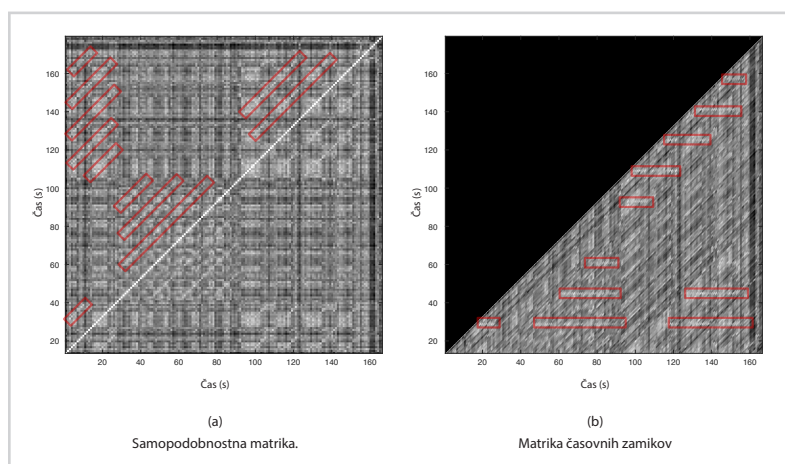 160
140
120
100
80
60
40
20
Čas (s)
20 40 60 80 100 120 140 160
Čas (s)
(a)
Samopodobnostna matrika.
160
140
120
100
80
60
40
20
Čas (s)
20 40 60 80 100 120 140 160
Čas (s)
(b)
Matrika časovnih zamikov